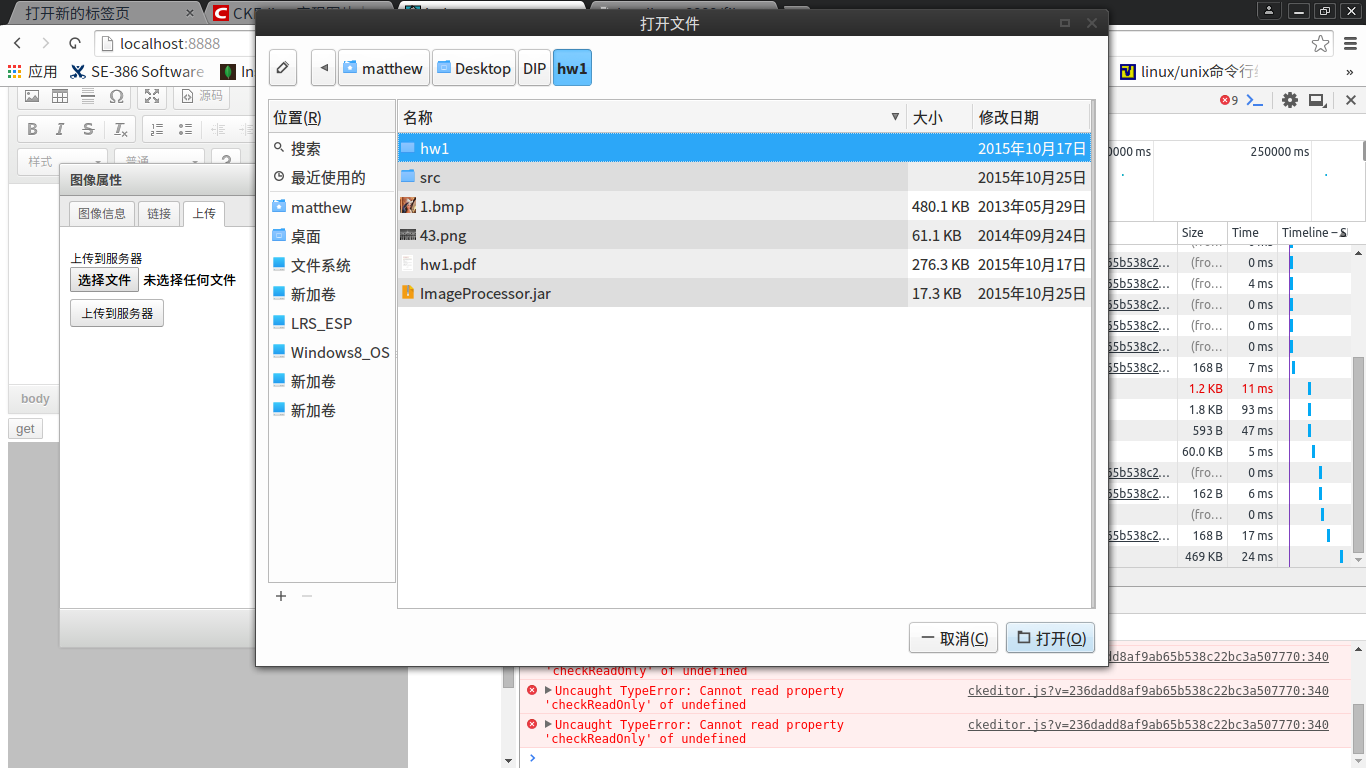 打开新的标签页
打开文件
localhost:8888
应用
SE-386 Software
linux/unix命令行
»
源码
B I S
样式
普通
?
图像属性
图像信息 链接 上传
上传到服务器
选择文件 未选择任何文件
上传到服务器
body
get
matthew Desktop DIP hw1
位置(R)
搜索
最近使用的
matthew
桌面
文件系统
新加卷
LRS_ESP
Windows8_OS
新加卷
新加卷
名称 大小 修改日期
hw1 2015年10月17日
src 2015年10月25日
1.bmp 480.1 KB 2013年05月29日
43.png 61.1 KB 2014年09月24日
hw1.pdf 276.3 KB 2015年10月17日
ImageProcessor.jar 17.3 KB 2015年10月25日
取消(C) 打开(O)
9
250000 ms
Size Time Timeline
65b538c2… (fro… 0 ms
65b538c2… (fro… 4 ms
65b538c2… (fro… 0 ms
65b538c2… (fro… 0 ms
65b538c2… (fro… 0 ms
65b538c2… 168 B 7 ms
1.2 KB 11 ms
1.8 KB 93 ms
593 B 47 ms
60.0 KB 5 ms
65b538c2… (fro… 0 ms
65b538c2… 162 B 6 ms
(fro… 0 ms
65b538c2… 168 B 17 ms
469 KB 24 ms
dadd8af9ab65b538c22bc3a507770:340
'checkReadOnly' of undefined
Uncaught TypeError: Cannot read property ckeditor.js?v=236dadd8af9ab65b538c22bc3a507770:340
'checkReadOnly' of undefined
Uncaught TypeError: Cannot read property ckeditor.js?v=236dadd8af9ab65b538c22bc3a507770:340
'checkReadOnly' of undefined